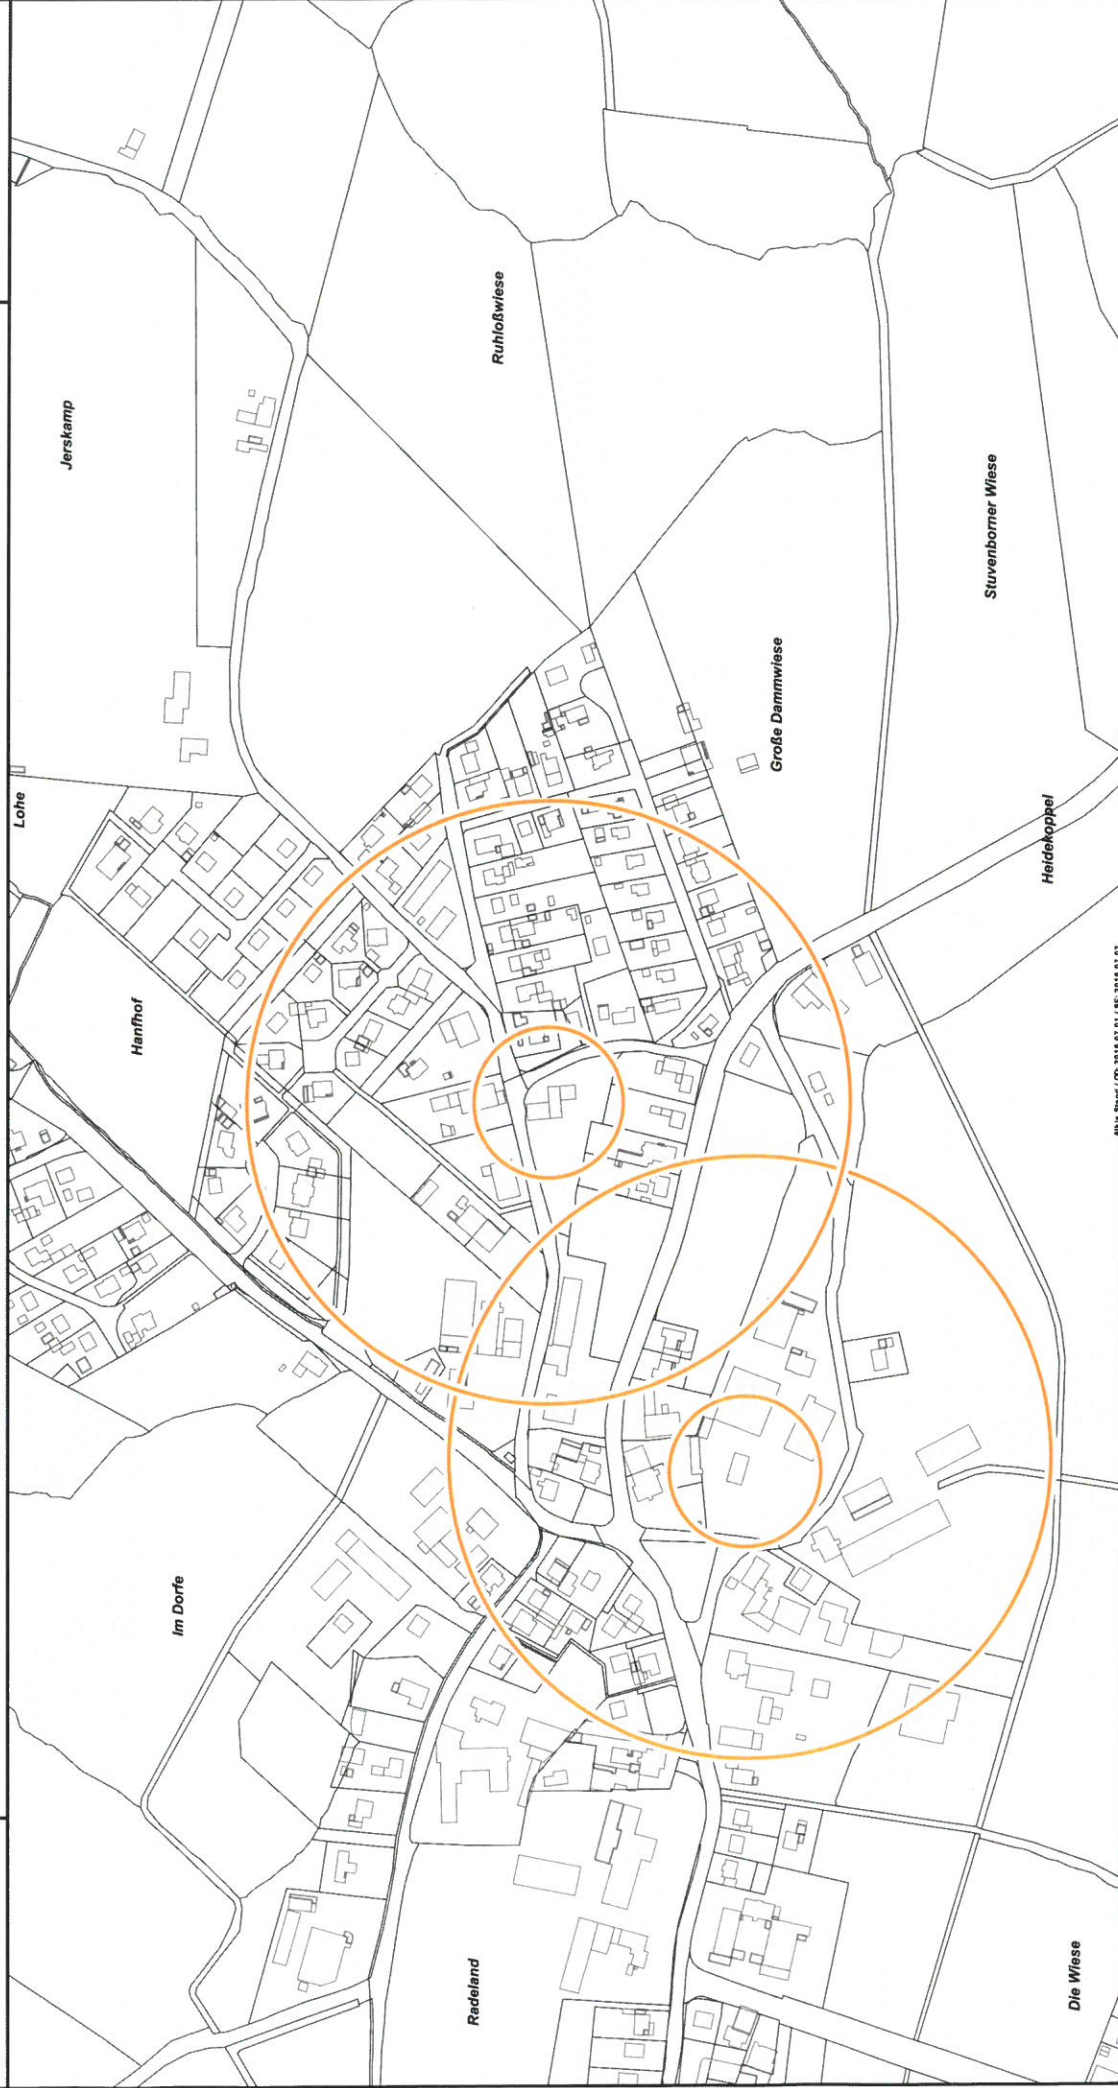 Jerskamp
Ruhloßwiese
Stuvenborner Wiese
Große Dammwiese
Lohe
Heidekoppel
Hanfhof
Im Dorfe
Radeland
Die Wiese